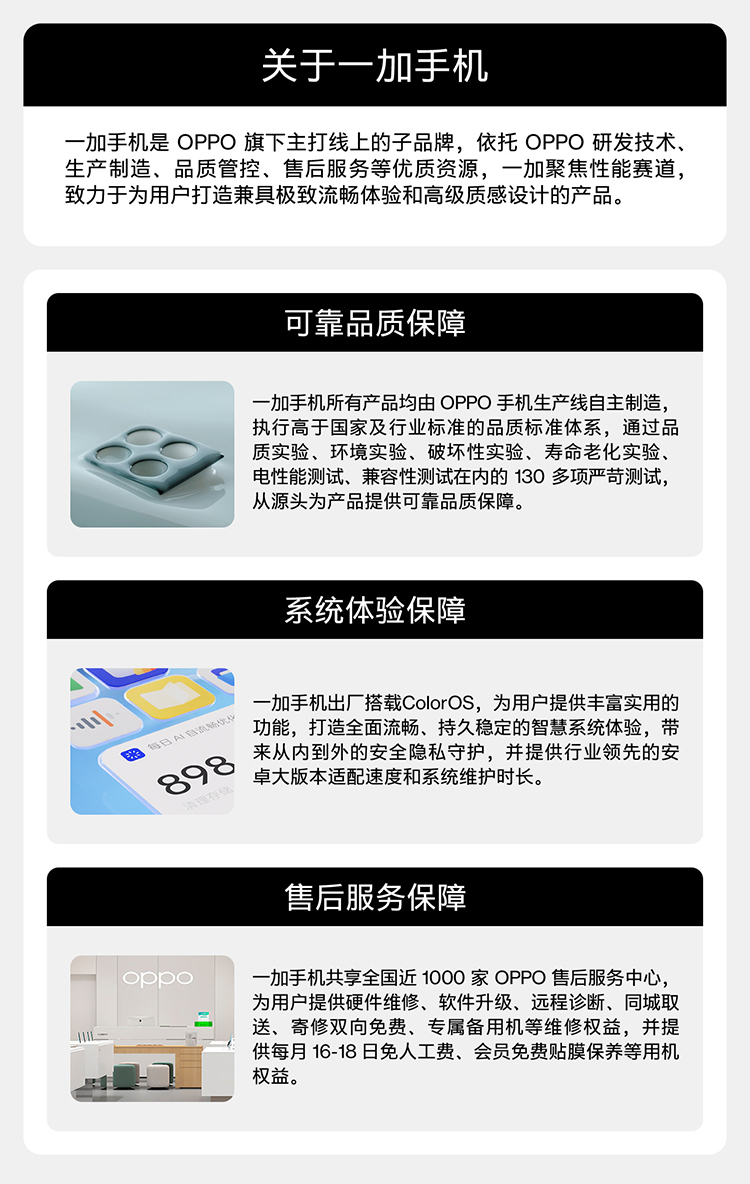 关于一加手机
一加手机是 OPPO 旗下主打线上的子品牌，依托 OPPO 研发技术、
生产制造、品质管控、售后服务等优质资源，一加聚焦性能赛道，
致力于为用户打造兼具极致流畅体验和高级质感设计的产品。
可靠品质保障
一加手机所有产品均由 OPPO 手机生产线自主制造，
执行高于国家及行业标准的品质标准体系，通过品
质实验、环境实验、破坏性实验、寿命老化实验、
电性能测试、兼容性测试在内的 130 多项严苛测试，
从源头为产品提供可靠品质保障。
系统体验保障
每日 AI 自流畅优化
898
清理存储
一加手机出厂搭载ColorOS，为用户提供丰富实用的
功能，打造全面流畅、持久稳定的智慧系统体验，带
来从内到外的安全隐私守护，并提供行业领先的安
卓大版本适配速度和系统维护时长。
售后服务保障
oppo
一加手机共享全国近 1000 家 OPPO 售后服务中心，
为用户提供硬件维修、软件升级、远程诊断、同城取
送、寄修双向免费、专属备用机等维修权益，并提
供每月 16-18 日免人工费、会员免费贴膜保养等用机
权益。